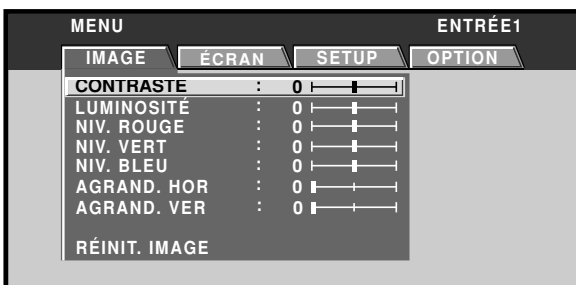 MENU ENTRÉE1
IMAGE ÉCRAN SETUP OPTION
CONTRASTE : 0
LUMINOSITÉ : 0
NIV. ROUGE : 0
NIV. VERT : 0
NIV. BLEU : 0
AGRAND. HOR : 0
AGRAND. VER : 0
RÉINIT. IMAGE